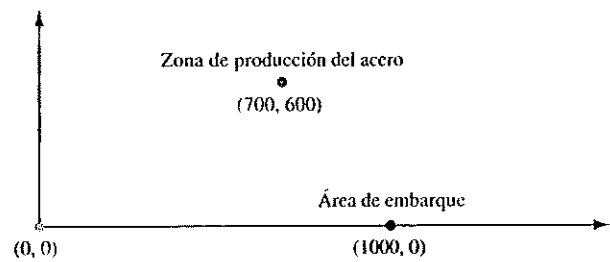 Zona de producción del acero
(700, 600)
Área de embarque
(0, 0)
(1000, 0)